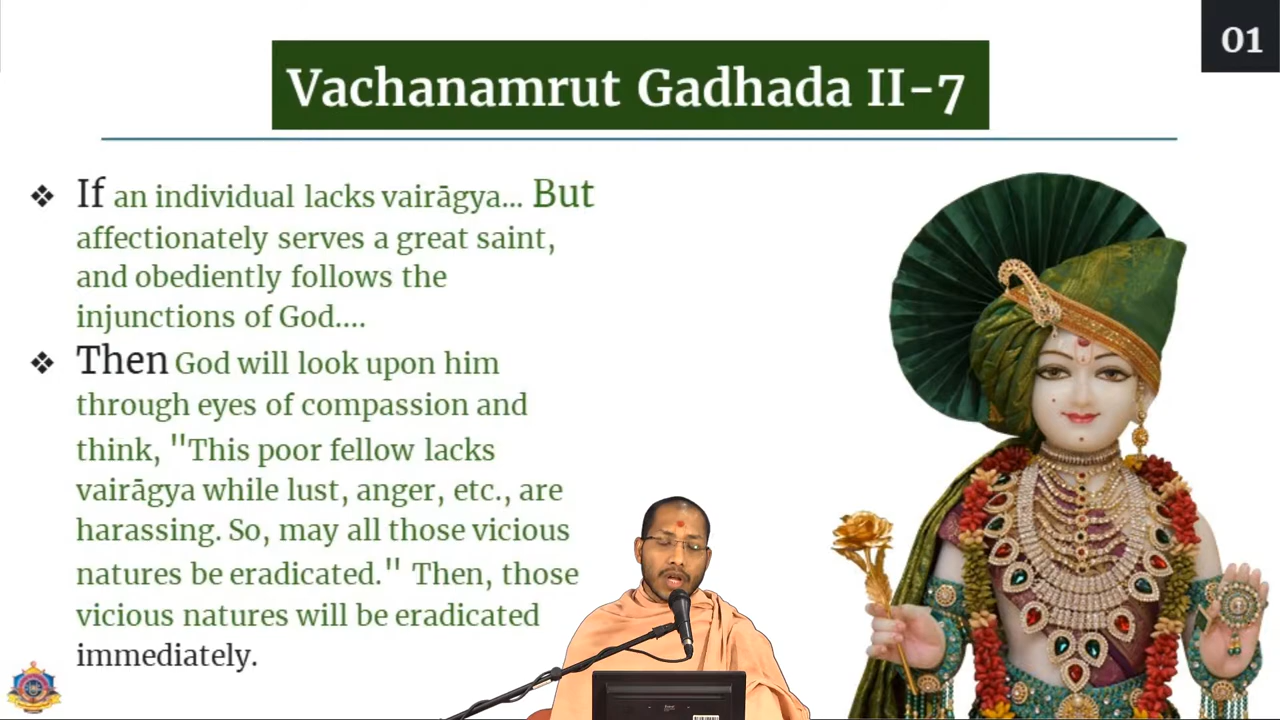 01
Vachanamrut Gadhada II-7
❖ If an individual lacks vairāgya... But
affectionately serves a great saint,
and obediently follows the
injunctions of God....
❖ Then God will look upon him
through eyes of compassion and
think, "This poor fellow lacks
vairāgya while lust, anger, etc., are
harassing. So, may all those vicious
natures be eradicated." Then, those
vicious natures will be eradicated
immediately.